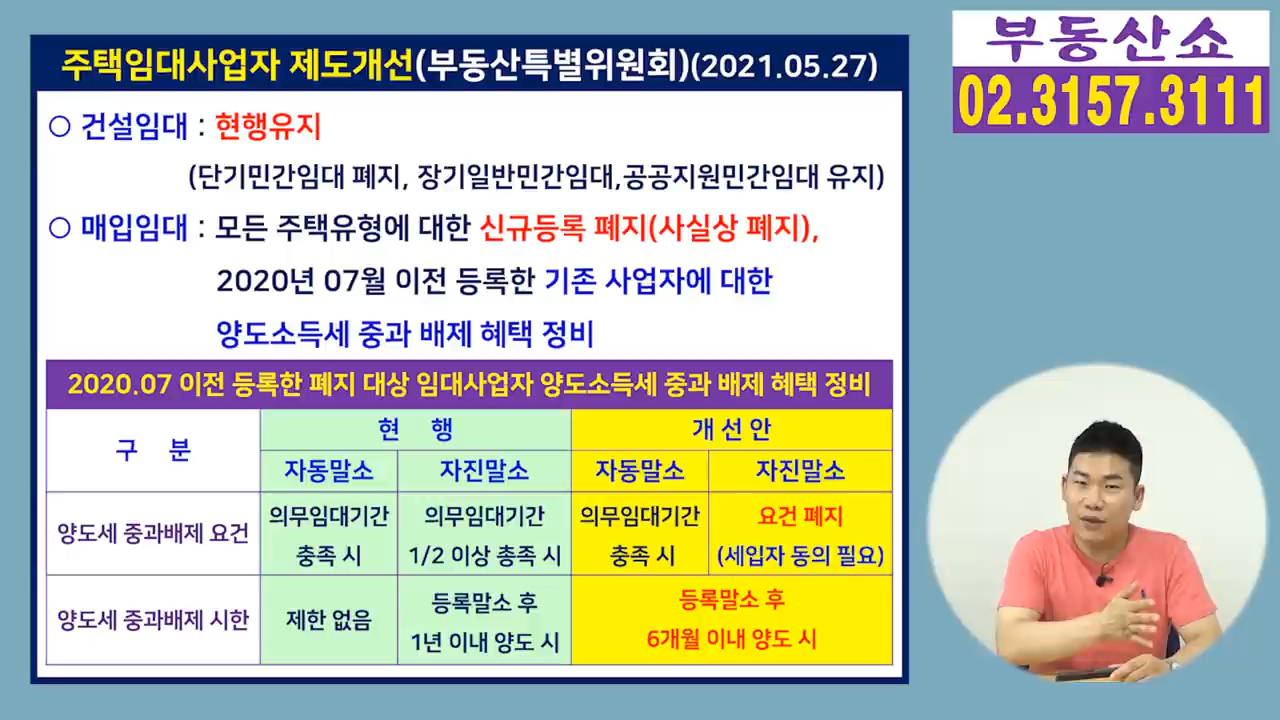 주택임대사업자 제도개선(부동산특별위원회)(2021.05.27)
부동산쇼
02.3157.3111
○ 건설임대 : 현행유지
(단기민간임대 폐지, 장기일반민간임대,공공지원민간임대 유지)
○ 매입임대 : 모든 주택유형에 대한 신규등록 폐지(사실상 폐지),
2020년 07월 이전 등록한 기존 사업자에 대한
양도소득세 중과 배제 혜택 정비
2020.07 이전 등록한 폐지 대상 임대사업자 양도소득세 중과 배제 혜택 정비
구 분
현 행
개 선 안
자동말소
자진말소
자동말소
자진말소
양도세 중과배제 요건
의무임대기간
충족 시
의무임대기간
1/2 이상 총족 시
의무임대기간
충족 시
요건 폐지
(세입자 동의 필요)
양도세 중과배제 시한
제한 없음
등록말소 후
1년 이내 양도 시
등록말소 후
6개월 이내 양도 시